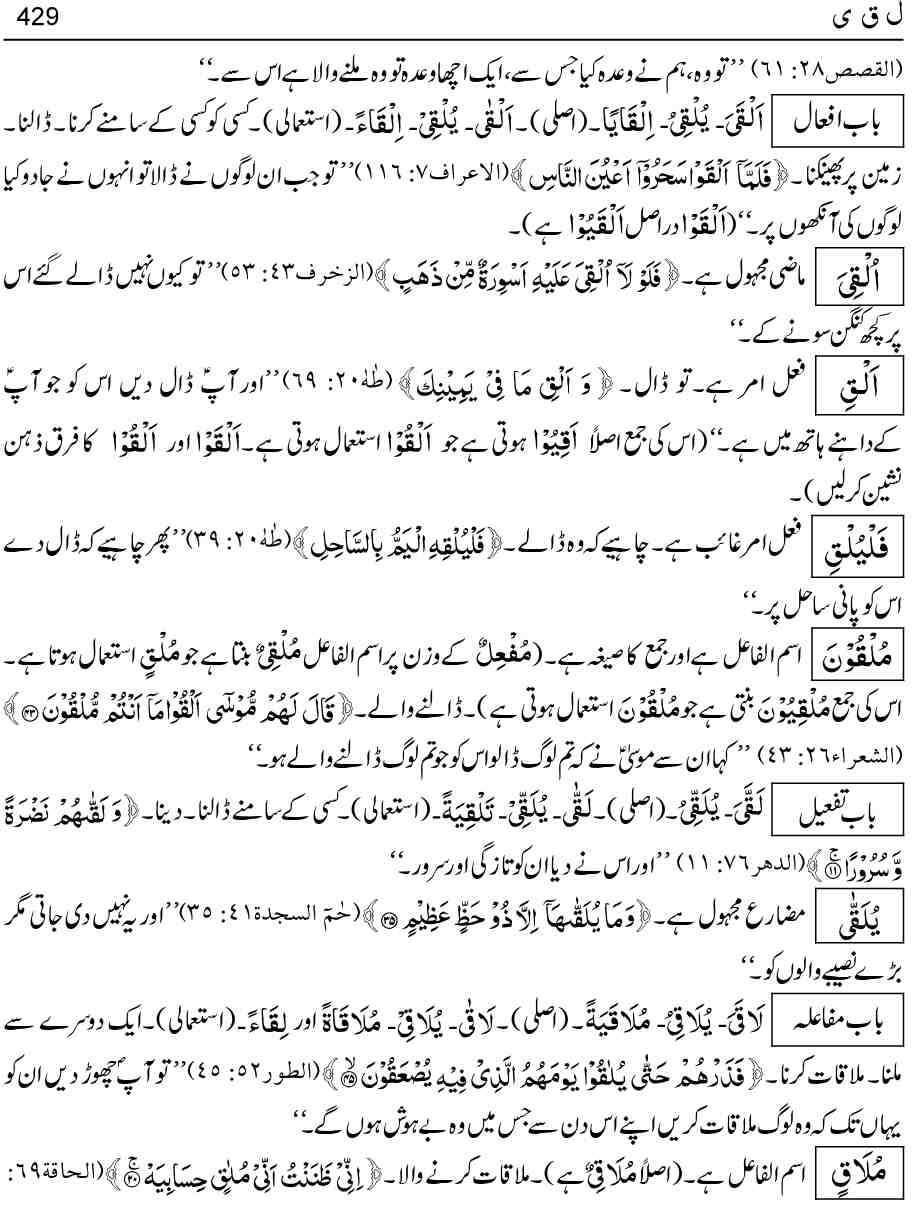 429 ل ق ی
(القصص۲۸: ۶۱) ’’تو وہ، ہم نے وعدہ کیا جس سے، ایک اچھا وعدہ تو وہ ملنے والا ہے اس سے۔‘‘
باب افعال اَلْقَیَ۔ یُلْقِیُ۔ اِلْقَایًا۔ (اصلی)۔ اَلْقٰی۔ یُلْقِیْ۔ اِلْقَاءً۔ (استعمالی)۔ کسی کو کسی کے سامنے کرنا۔ ڈالنا۔
زمین پر پھینکنا۔ ﴿فَلَمَّاۤ اَلْقَوْا سَحَرُوْۤا اَعْیُنَ النَّاسِ﴾ (الاعراف۷: ۱۱۶) ’’تو جب ان لوگوں نے ڈالا تو انہوں نے جادو کیا
لوگوں کی آنکھوں پر۔‘‘ (اَلْقَوْا دراصل اَلْقَیُوْا ہے)۔
اُلْقِیَ ماضی مجہول ہے۔ ﴿فَلَوْ لَاۤ اُلْقِیَ عَلَیْهِ اَسْوِرَةٌ مِّنْ ذَهَبٍ﴾ (الزخرف۴۳: ۵۳) ’’تو کیوں نہیں ڈالے گئے اس
پر کچھ کنگن سونے کے۔‘‘
اَلْقِ فعل امر ہے۔ تو ڈال۔ ﴿وَ اَلْقِ مَا فِیْ یَمِیْنِكَ﴾ (طٰہٰ۲۰: ۶۹) ’’اور آپؑ ڈال دیں اس کو جو آپؑ
کے داہنے ہاتھ میں ہے۔‘‘ (اس کی جمع اصلاً اَقِیُوْا ہوتی ہے جو اَلْقُوْا استعمال ہوتی ہے۔ اَلْقَوْا اور اَلْقُوْا کا فرق ذہن
نشین کر لیں)۔
فَلْیُلْقِ فعل امر غائب ہے۔ چاہیے کہ وہ ڈالے۔ ﴿فَلْیُلْقِهِ الْیَمُّ بِالسَّاحِلِ﴾ (طٰہٰ۲۰: ۳۹) ’’پھر چاہیے کہ ڈال دے
اس کو پانی ساحل پر۔‘‘
مُلْقُوْنَ اسم الفاعل ہے اور جمع کا صیغہ ہے۔ (مُفْعِلٌ کے وزن پر اسم الفاعل مُلْقِیٌ بنتا ہے جو مُلْقٍ استعمال ہوتا ہے۔
اس کی جمع مُلْقِیُوْنَ بنتی ہے جو مُلْقُوْنَ استعمال ہوتی ہے)۔ ڈالنے والے۔ ﴿قَالَ لَهُمْ مُّوْسٰۤی اَلْقُوْا مَاۤ اَنْتُمْ مُّلْقُوْنَ ۴۳﴾
(الشعراء۲۶: ۴۳) ’’کہا ان سے موسیٰؑ نے کہ تم لوگ ڈالو اس کو جو تم لوگ ڈالنے والے ہو۔‘‘
باب تفعیل لَقَّیَ۔ یُلَقِّیُ۔ (اصلی)۔ لَقّٰی۔ یُلَقِّیْ۔ تَلْقِیَةً۔ (استعمالی)۔ کسی کے سامنے ڈالنا۔ دینا۔ ﴿وَ لَقّٰهُمْ نَضْرَةً
وَّ سُرُوْرًا ۱۱﴾ (الدھر۷۶: ۱۱) ’’اور اس نے دیا ان کو تازگی اور سرور۔‘‘
یُلَقّٰی مضارع مجہول ہے۔ ﴿وَ مَا یُلَقّٰهَاۤ اِلَّا ذُوْ حَظٍّ عَظِیْمٍ ۳۵﴾ (حٰمٓ السجدة۴۱: ۳۵) ’’اور یہ نہیں دی جاتی مگر
بڑے نصیبے والوں کو۔‘‘
باب مفاعلہ لَاقَیَ۔ یُلَاقِیُ۔ مُلَاقَیَةً۔ (اصلی)۔ لَاقٰی۔ یُلَاقِیْ۔ مُلَاقَاةً اور لِقَاءً۔ (استعمالی)۔ ایک دوسرے سے
ملنا۔ ملاقات کرنا۔ ﴿فَذَرْهُمْ حَتّٰی یُلٰقُوْا یَوْمَهُمُ الَّذِیْ فِیْهِ یُصْعَقُوْنَ ۴۵﴾ (الطور۵۲: ۴۵) ’’تو آپؐ چھوڑ دیں ان کو
یہاں تک کہ وہ لوگ ملاقات کریں اپنے اس دن سے جس میں وہ بے ہوش ہوں گے۔‘‘
مُلَاقٍ اسم الفاعل ہے۔ (اصلاً مُلَاقِیٌ ہے)۔ ملاقات کرنے والا۔ ﴿اِنِّیْ ظَنَنْتُ اَنِّیْ مُلٰقٍ حِسَابِیَهْ ۲۰﴾ (الحاقة۶۹: